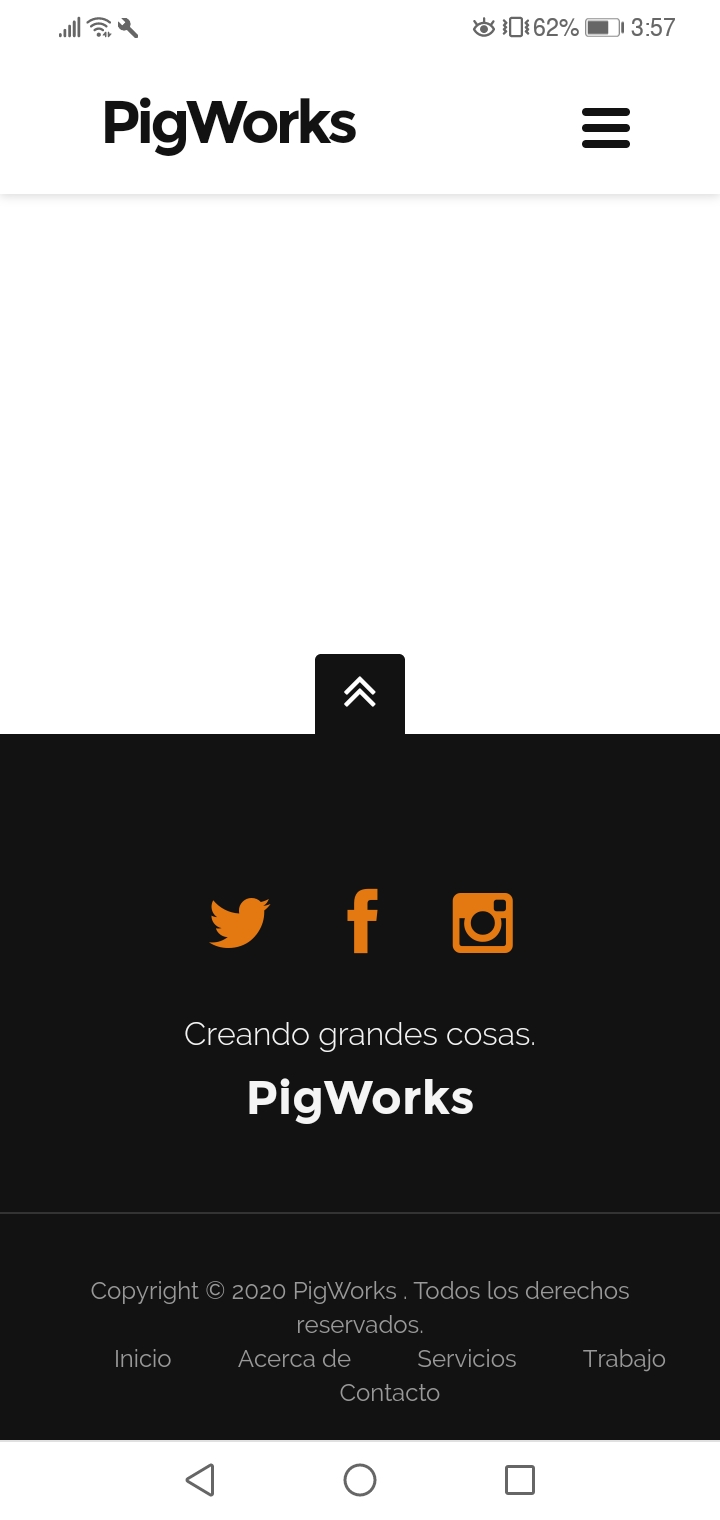 62% 3:57
PigWorks
Creando grandes cosas.
PigWorks
Copyright © 2020 PigWorks . Todos los derechos
reservados.
Inicio Acerca de Servicios Trabajo
Contacto